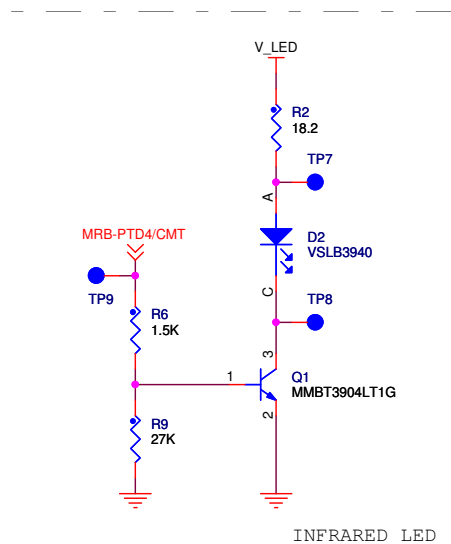 V_LED
R2
18.2
TP7
A
MRB-PTD4/CMT
D2
VSLB3940
TP9
C
TP8
R6
1.5K
3
1
Q1
MMBT3904LT1G
2
R9
27K
INFRARED LED